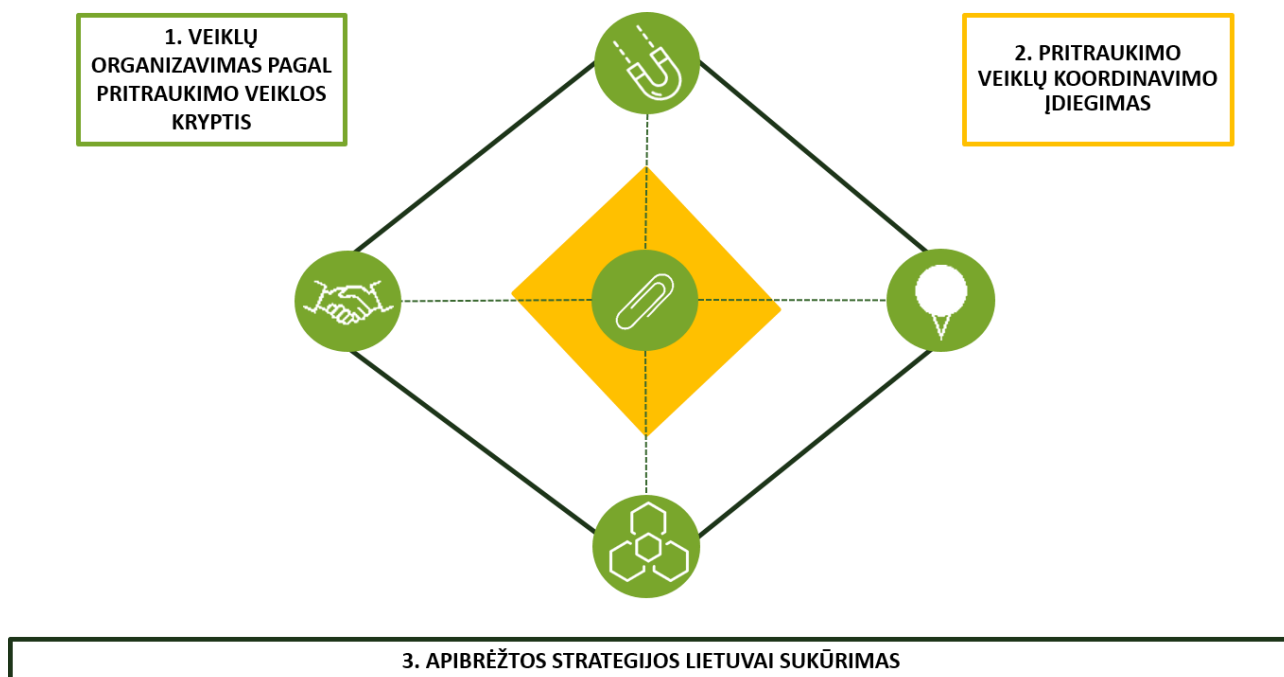 1. VEIKLŲ
ORGANIZAVIMAS PAGAL
PRITRAUKIMO VEIKLOS
KRYPTIS
2. PRITRAUKIMO
VEIKLŲ KOORDINAVIMO
ĮDIEGIMAS
3. APIBRĖŽTOS STRATEGIJOS LIETUVAI SUKŪRIMAS